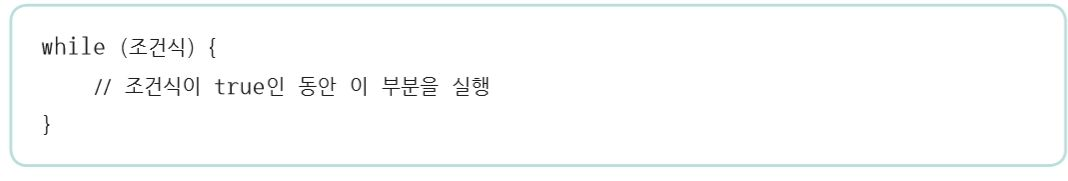 while (조건식) {
// 조건식이 true인 동안 이 부분을 실행
}